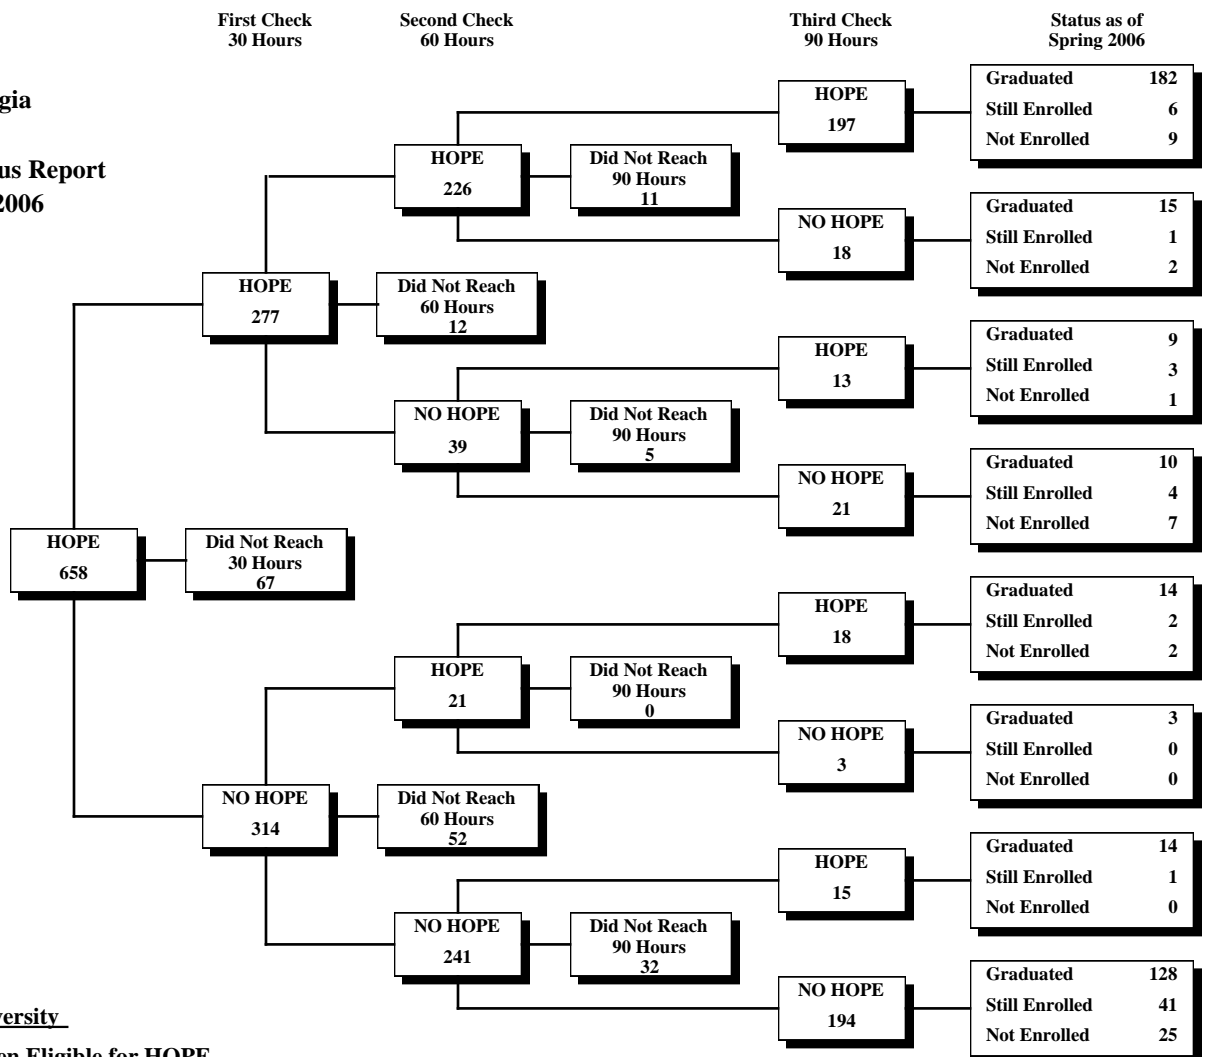 First Check
30 Hours
Second Check
60 Hours
Third Check
90 Hours
Status as of
Spring 2006
gia
us Report
2006
HOPE
658
Did Not Reach
30 Hours
67
HOPE
277
Did Not Reach
60 Hours
12
NO HOPE
314
Did Not Reach
60 Hours
52
HOPE
226
Did Not Reach
90 Hours
11
NO HOPE
39
Did Not Reach
90 Hours
5
HOPE
21
Did Not Reach
90 Hours
0
NO HOPE
241
Did Not Reach
90 Hours
32
HOPE
197
Graduated 182
Still Enrolled 6
Not Enrolled 9
NO HOPE
18
Graduated 15
Still Enrolled 1
Not Enrolled 2
HOPE
13
Graduated 9
Still Enrolled 3
Not Enrolled 1
NO HOPE
21
Graduated 10
Still Enrolled 4
Not Enrolled 7
HOPE
18
Graduated 14
Still Enrolled 2
Not Enrolled 2
NO HOPE
3
Graduated 3
Still Enrolled 0
Not Enrolled 0
HOPE
15
Graduated 14
Still Enrolled 1
Not Enrolled 0
NO HOPE
194
Graduated 128
Still Enrolled 41
Not Enrolled 25
versity
en Eligible for HOPE